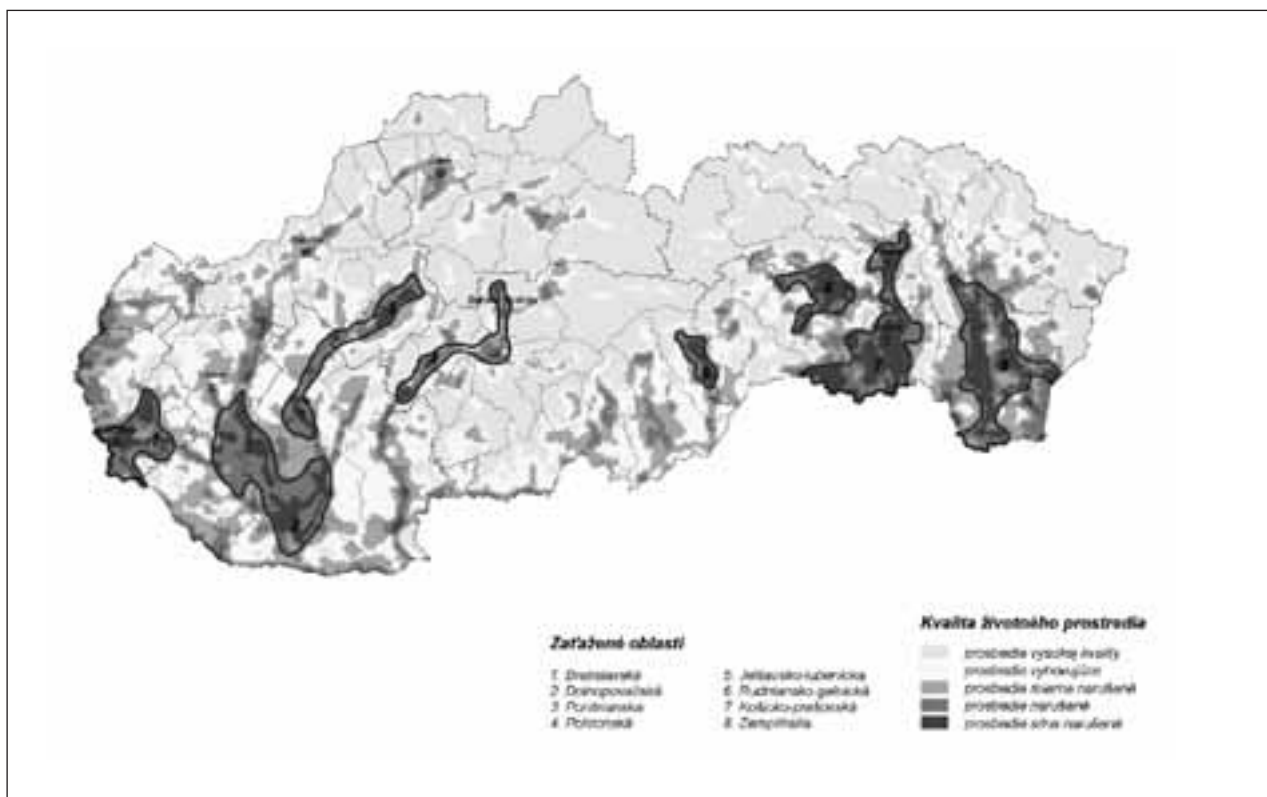 Zaťažené oblasti
1 Bratislavská
2 Dolnopovažská
3 Ponitrianska
4 Pohronská
5 Jelšavsko-lubenícka
6 Rudniansko-gelnická
7 Košicko-prešovská
8 Zemplínska
Kvalita životného prostredia
prostredie vysokej kvality
prostredie vyhovujúce
prostredie mierne narušené
prostredie narušené
prostredie silne narušené